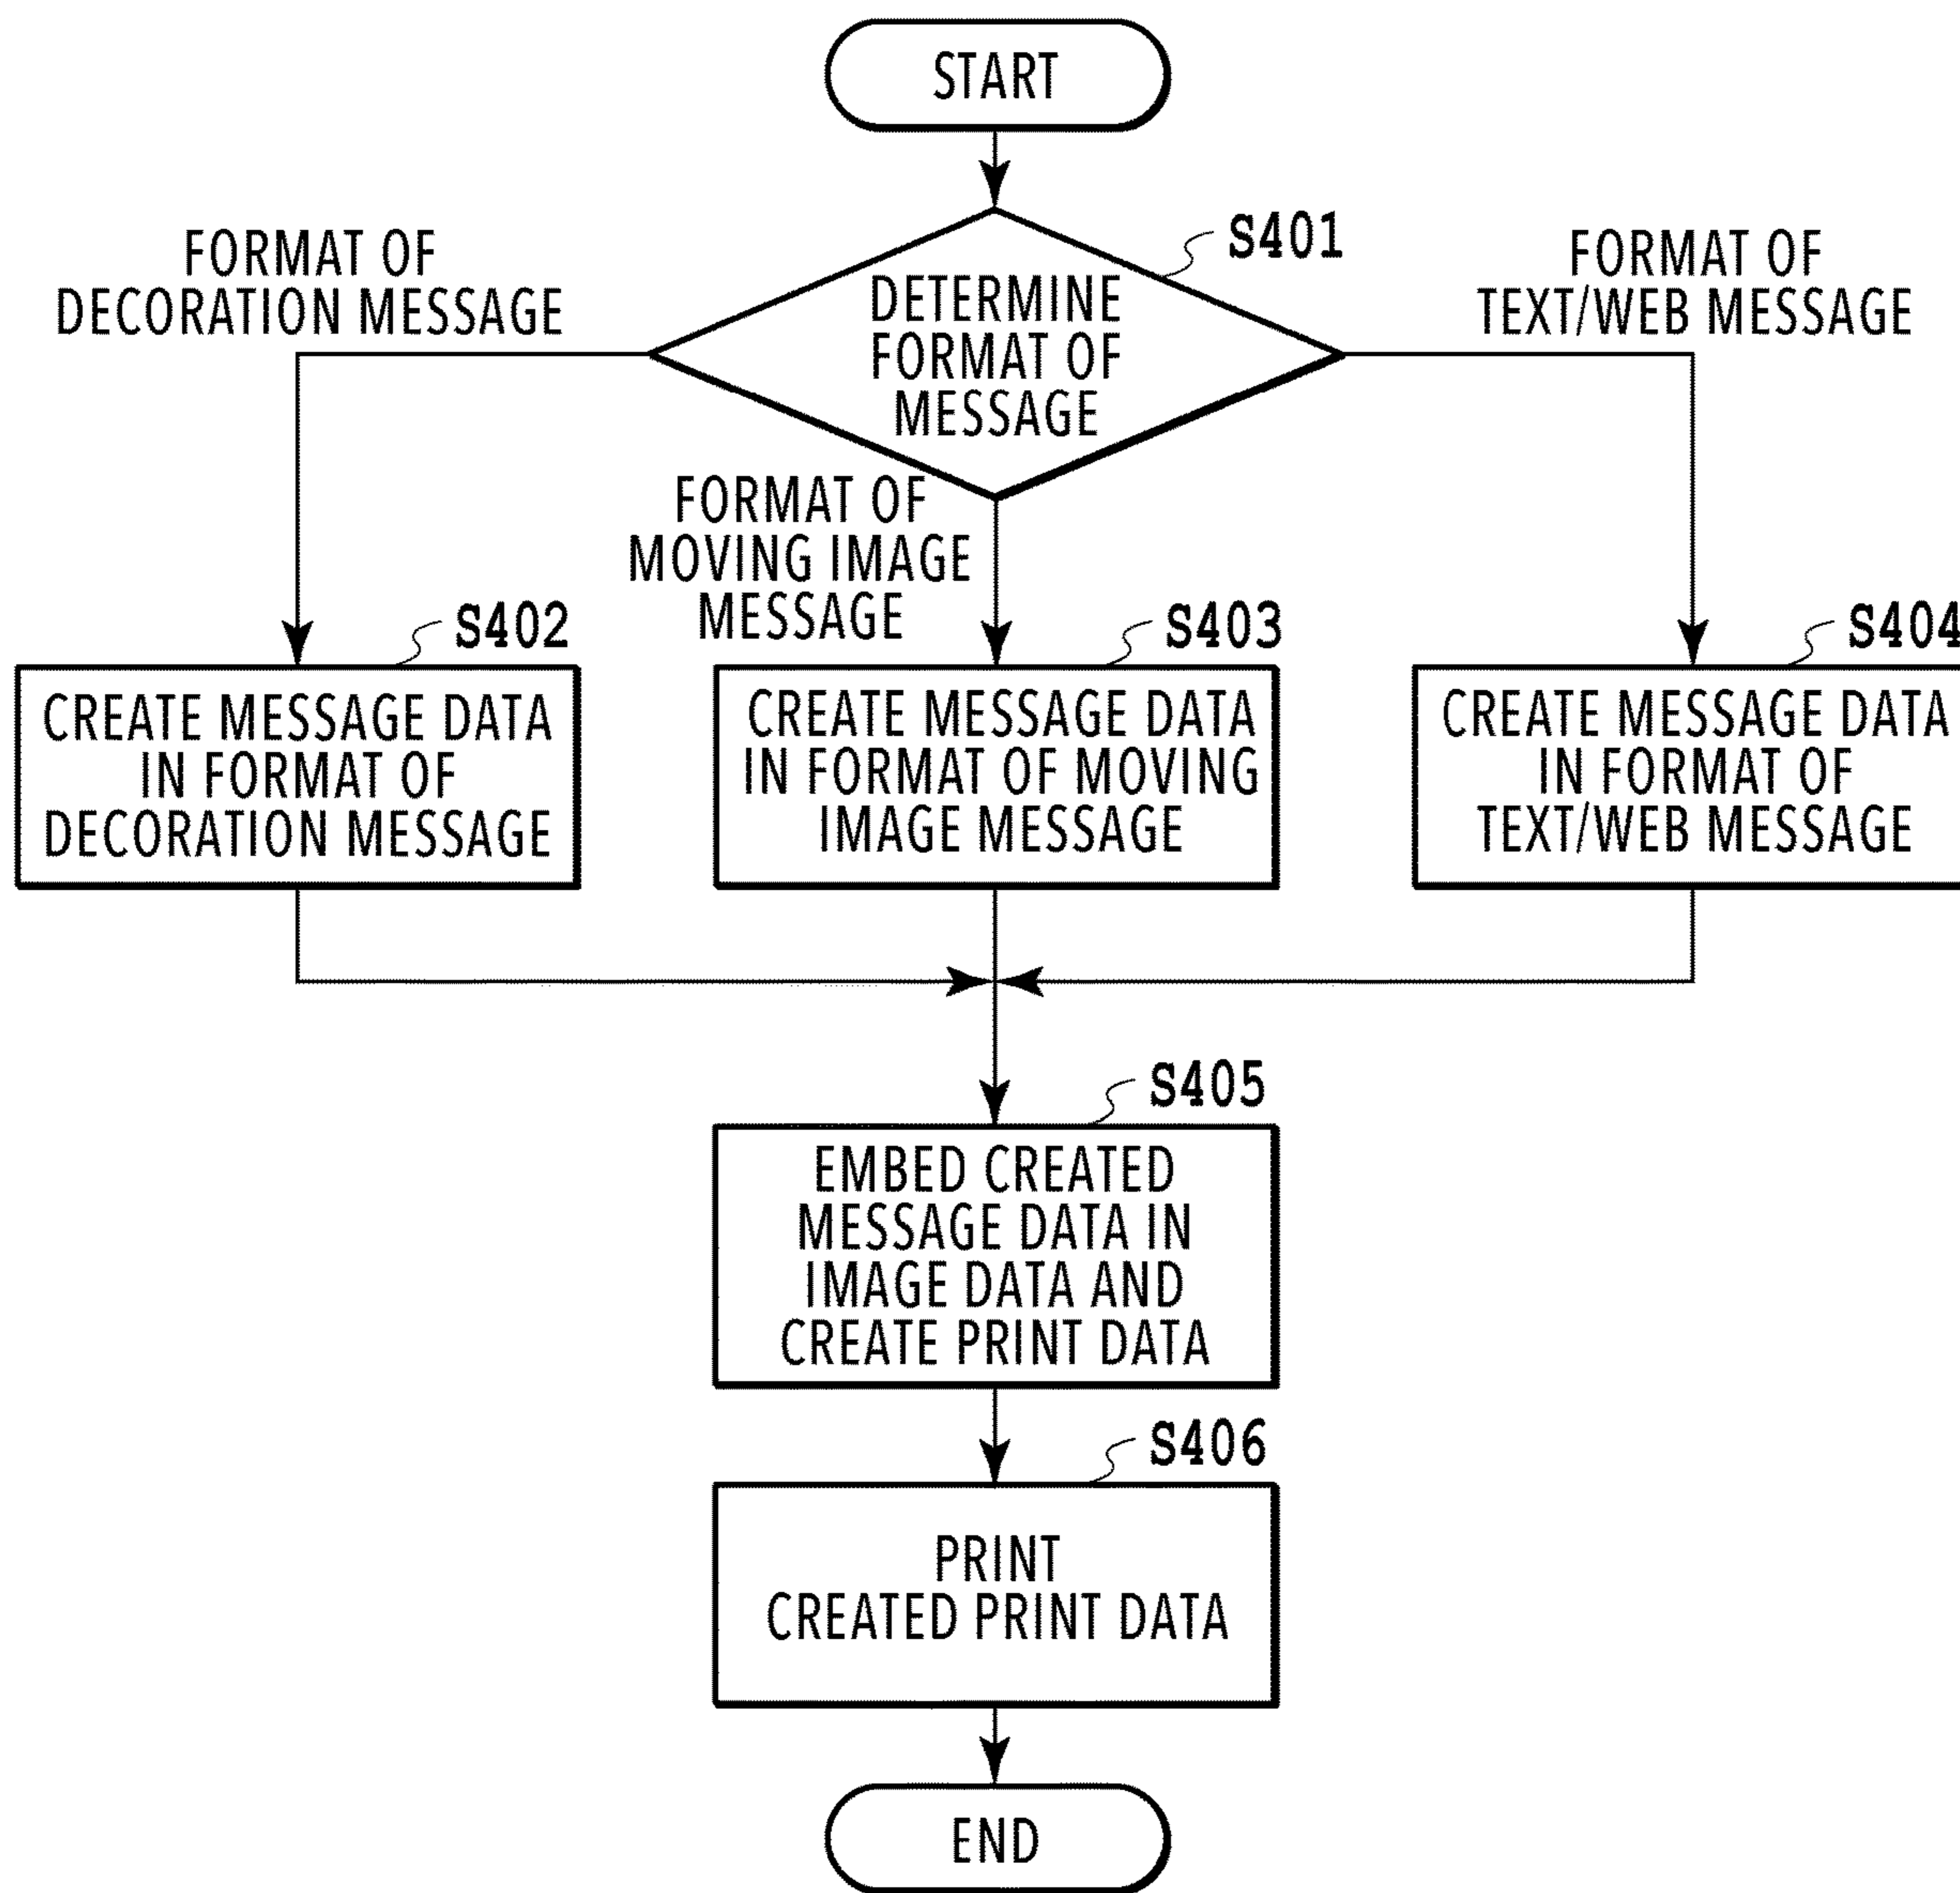 START
S401
DETERMINE
FORMAT OF
MESSAGE
FORMAT OF
DECORATION MESSAGE
FORMAT OF
MOVING IMAGE
MESSAGE
FORMAT OF
TEXT/WEB MESSAGE
S402
CREATE MESSAGE DATA
IN FORMAT OF
DECORATION MESSAGE
S403
CREATE MESSAGE DATA
IN FORMAT OF MOVING
IMAGE MESSAGE
S404
CREATE MESSAGE DATA
IN FORMAT OF
TEXT/WEB MESSAGE
S405
EMBED CREATED
MESSAGE DATA IN
IMAGE DATA AND
CREATE PRINT DATA
S406
PRINT
CREATED PRINT DATA
END